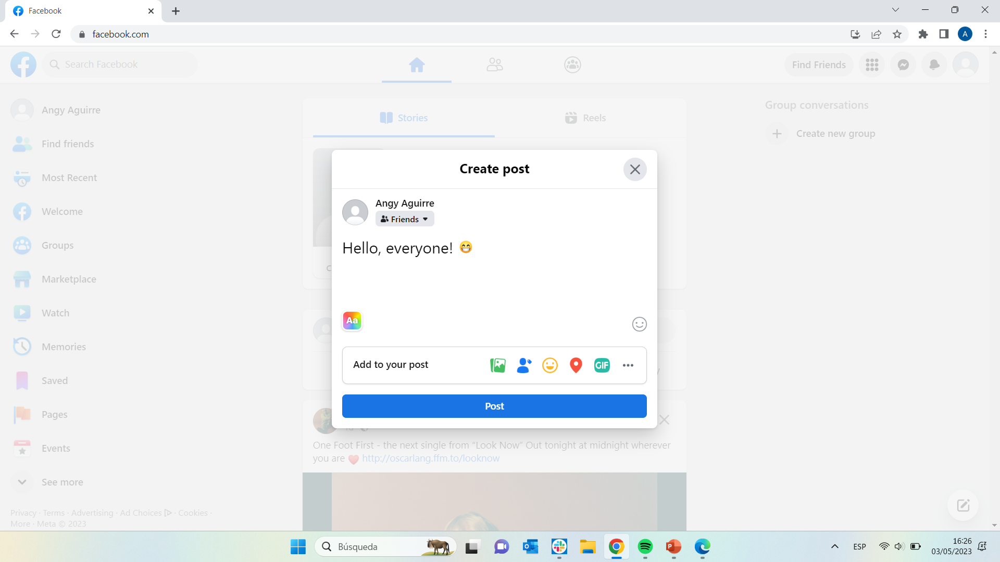 Facebook
facebook.com
A
Search Facebook
Find Friends
Angy Aguirre
Find friends
Most Recent
Welcome
Groups
Marketplace
Watch
Memories
Saved
Pages
Events
See more
Privacy · Terms · Advertising · Ad Choices · Cookies ·
More · Meta © 2023
Stories
Reels
Group conversations
Create new group
Create post
Angy Aguirre
Friends
Hello, everyone! 😁
Aa
Add to your post
GIF
Post
One Foot First - the next single from “Look Now” Out tonight at midnight wherever
you are ❤️ http://oscarlang.ffm.to/looknow
Búsqueda
ESP
16:26
03/05/2023